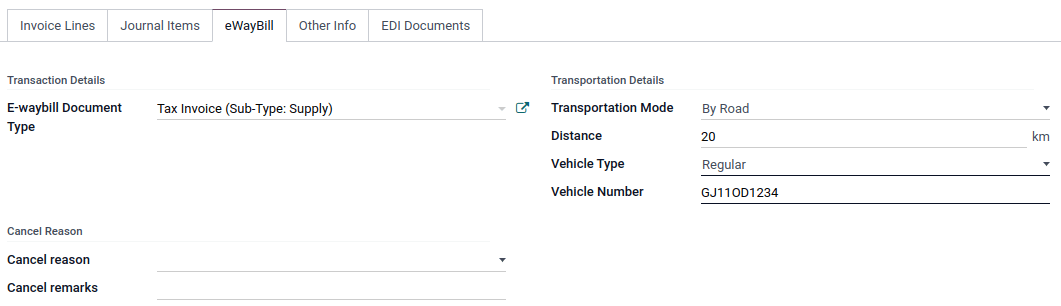 Invoice Lines Journal Items eWayBill Other Info EDI Documents
Transaction Details
E-waybill Document Type Tax Invoice (Sub-Type: Supply)
Transportation Details
Transportation Mode By Road
Distance 20 km
Vehicle Type Regular
Vehicle Number GJ11OD1234
Cancel Reason
Cancel reason
Cancel remarks